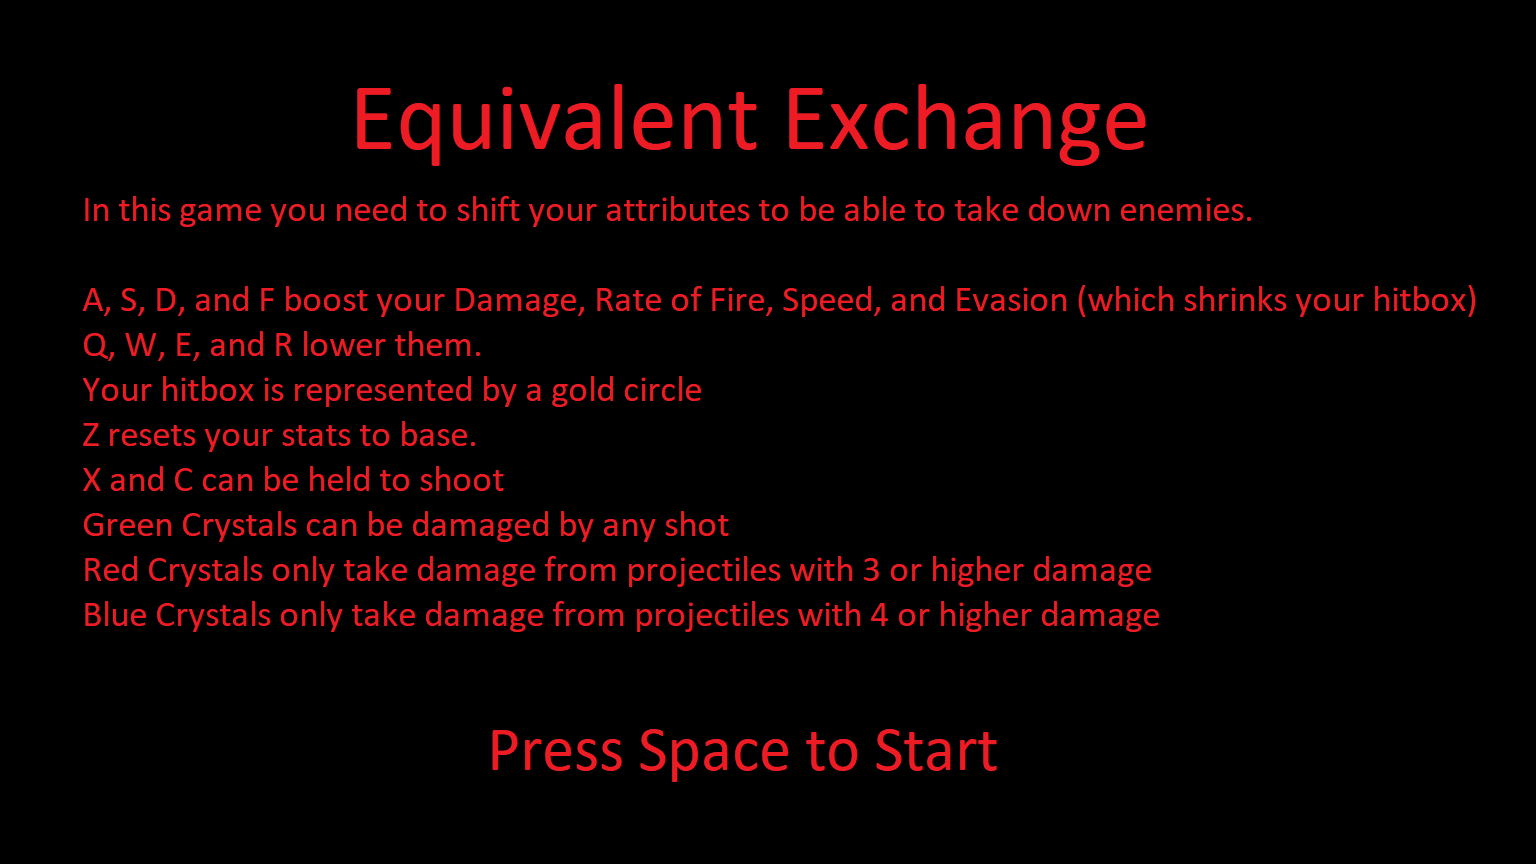 Equivalent Exchange
In this game you need to shift your attributes to be able to take down enemies.
A, S, D, and F boost your Damage, Rate of Fire, Speed, and Evasion (which shrinks your hitbox)
Q, W, E, and R lower them.
Your hitbox is represented by a gold circle
Z resets your stats to base.
X and C can be held to shoot
Green Crystals can be damaged by any shot
Red Crystals only take damage from projectiles with 3 or higher damage
Blue Crystals only take damage from projectiles with 4 or higher damage
Press Space to Start